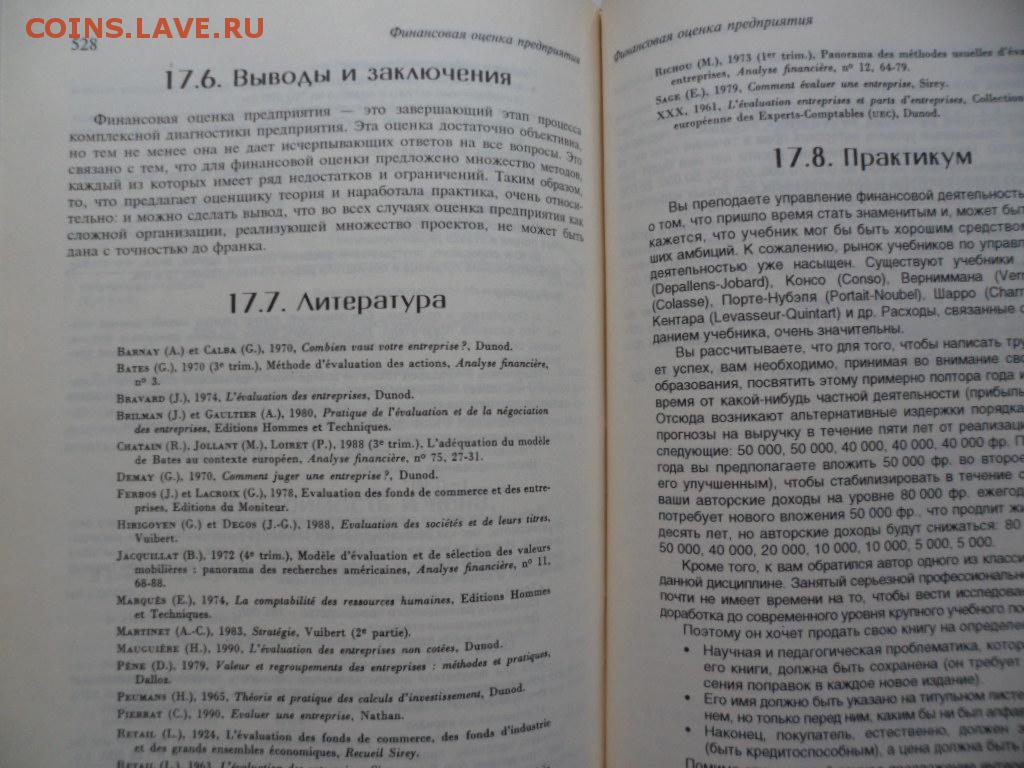 COINS.LAVE.RU
528
Финансовая оценка предприятия
17.6. Выводы и заключения
Финансовая оценка предприятия — это завершающий этап процесса
комплексной диагностики предприятия. Эта оценка достаточно объективна,
но тем не менее она не дает исчерпывающих ответов на все вопросы. Это
связано с тем, что для финансовой оценки предложено множество методов,
каждый из которых имеет ряд недостатков и ограничений. Таким образом,
то, что предлагает оценщику теория и наработала практика, очень относи-
тельно: и можно сделать вывод, что во всех случаях оценка предприятия как
сложной организации, реализующей множество проектов, не может быть
дана с точностью до франка.
17.7. Литература
BARNAY (A.) et CALBA (G.), 1970, Combien vaut votre entreprise?, Dunod.
BATES (G.), 1970 (3e trim.), Méthode d'évaluation des actions, Analyse financière,
nº 3.
BRAVARD (J.), 1974, L'évaluation des entreprises, Dunod.
BRILMAN (J.) et GAULTIER (A.), 1980, Pratique de l'évaluation et de la négociation
des entreprises, Editions Hommes et Techniques.
CHATAIN (R.), JOLLANT (M.), LOIRET (P.), 1988 (3e trim.), L'adéquation du modèle
de Bates au contexte européen, Analyse financière, nº 75, 27-31.
DEMAY (G.), 1970, Comment juger une entreprise?, Dunod.
FERBOS (J.) et LACROIX (G.), 1978, Evaluation des fonds de commerce et des entre-
prises, Editions du Moniteur.
HIRIGOYEN (G.) et DEGOS (J.-G.), 1988, Evaluation des sociétés et de leurs titres,
Vuibert.
JACQUILLAT (B.), 1972 (4e trim.), Modèle d'évaluation et de sélection des valeurs
mobilières : panorama des recherches américaines, Analyse financière, nº 11,
68-88.
MARQUÈS (E.), 1974, La comptabilité des ressources humaines, Editions Hommes
et Techniques.
MARTINET (A.-C.), 1983, Stratégie, Vuibert (2e partie).
MAUGUIÈRE (H.), 1990, L'évaluation des entreprises non cotées, Dunod.
PÈNE (D.), 1979, Valeur et regroupements des entreprises : méthodes et pratiques,
Dalloz.
PEUMANS (H.), 1965, Théorie et pratique des calculs d'investissement, Dunod.
PIERRAT (C.), 1990, Evaluer une entreprise, Nathan.
RETAIL (L.), 1924, L'évaluation des fonds de commerce, des fonds d'industrie
et des grands ensembles économiques, Recueil Sirey.
RETAIL (L.), 1963,
Финансовая оценка предприятия
RICHOU (M.), 1973 (1er trim.), Panorama des méthodes usuelles d'éva
entreprises, Analyse financière, nº 12, 64-79.
SAGE (E.), 1979, Comment évaluer une entreprise, Sirey.
XXX, 1961, L'évaluation entreprises et parts d'entreprises, Collection
européenne des Experts-Comptables (UEC), Dunod.
17.8. Практикум
Вы преподаете управление финансовой деятельность
о том, что пришло время стать знаменитым и, может быт
кажется, что учебник мог бы быть хорошим средством
ших амбиций. К сожалению, рынок учебников по управл
деятельностью уже насыщен. Существуют учебники
(Depallens-Jobard), Консо (Conso), Верниммана (Ver
(Colasse), Порте-Нубэля (Portait-Noubel), Шарро (Charr
Кентара (Levasseur-Quintart) и др. Расходы, связанные с
данием учебника, очень значительны.
Вы рассчитываете, что для того, чтобы написать тру
ет успех, вам необходимо, принимая во внимание сво
образования, посвятить этому примерно полтора года и
время от какой-нибудь частной деятельности (прибыль
Отсюда возникают альтернативные издержки порядка
прогнозы на выручку в течение пяти лет от реализац
следующие: 50 000, 50 000, 40 000, 40 000, 40 000 фр. П
года вы предполагаете вложить 50 000 фр. во второе
его улучшенным), чтобы стабилизировать в течение с
ваши авторские доходы на уровне 80 000 фр. ежегод
потребует нового вложения 50 000 фр., что продлит жи
десять лет, но авторские доходы будут снижаться: 80
50 000, 40 000, 20 000, 10 000, 10 000, 5 000, 5 000.
Кроме того, к вам обратился автор одного из класси
данной дисциплине. Занятый серьезной профессионально
почти не имеет времени на то, чтобы вести исследован
доработка до современного уровня крупного учебного по
Поэтому он хочет продать свою книгу на определен
• Научная и педагогическая проблематика, котор
его книги, должна быть сохранена (он требует
сения поправок в каждое новое издание).
• Его имя должно быть указано на титульном листе
нем, но только перед ним, каким бы ни был алфав
• Наконец, покупатель, естественно, должен з
(быть кредитоспособным), а цена должна быть